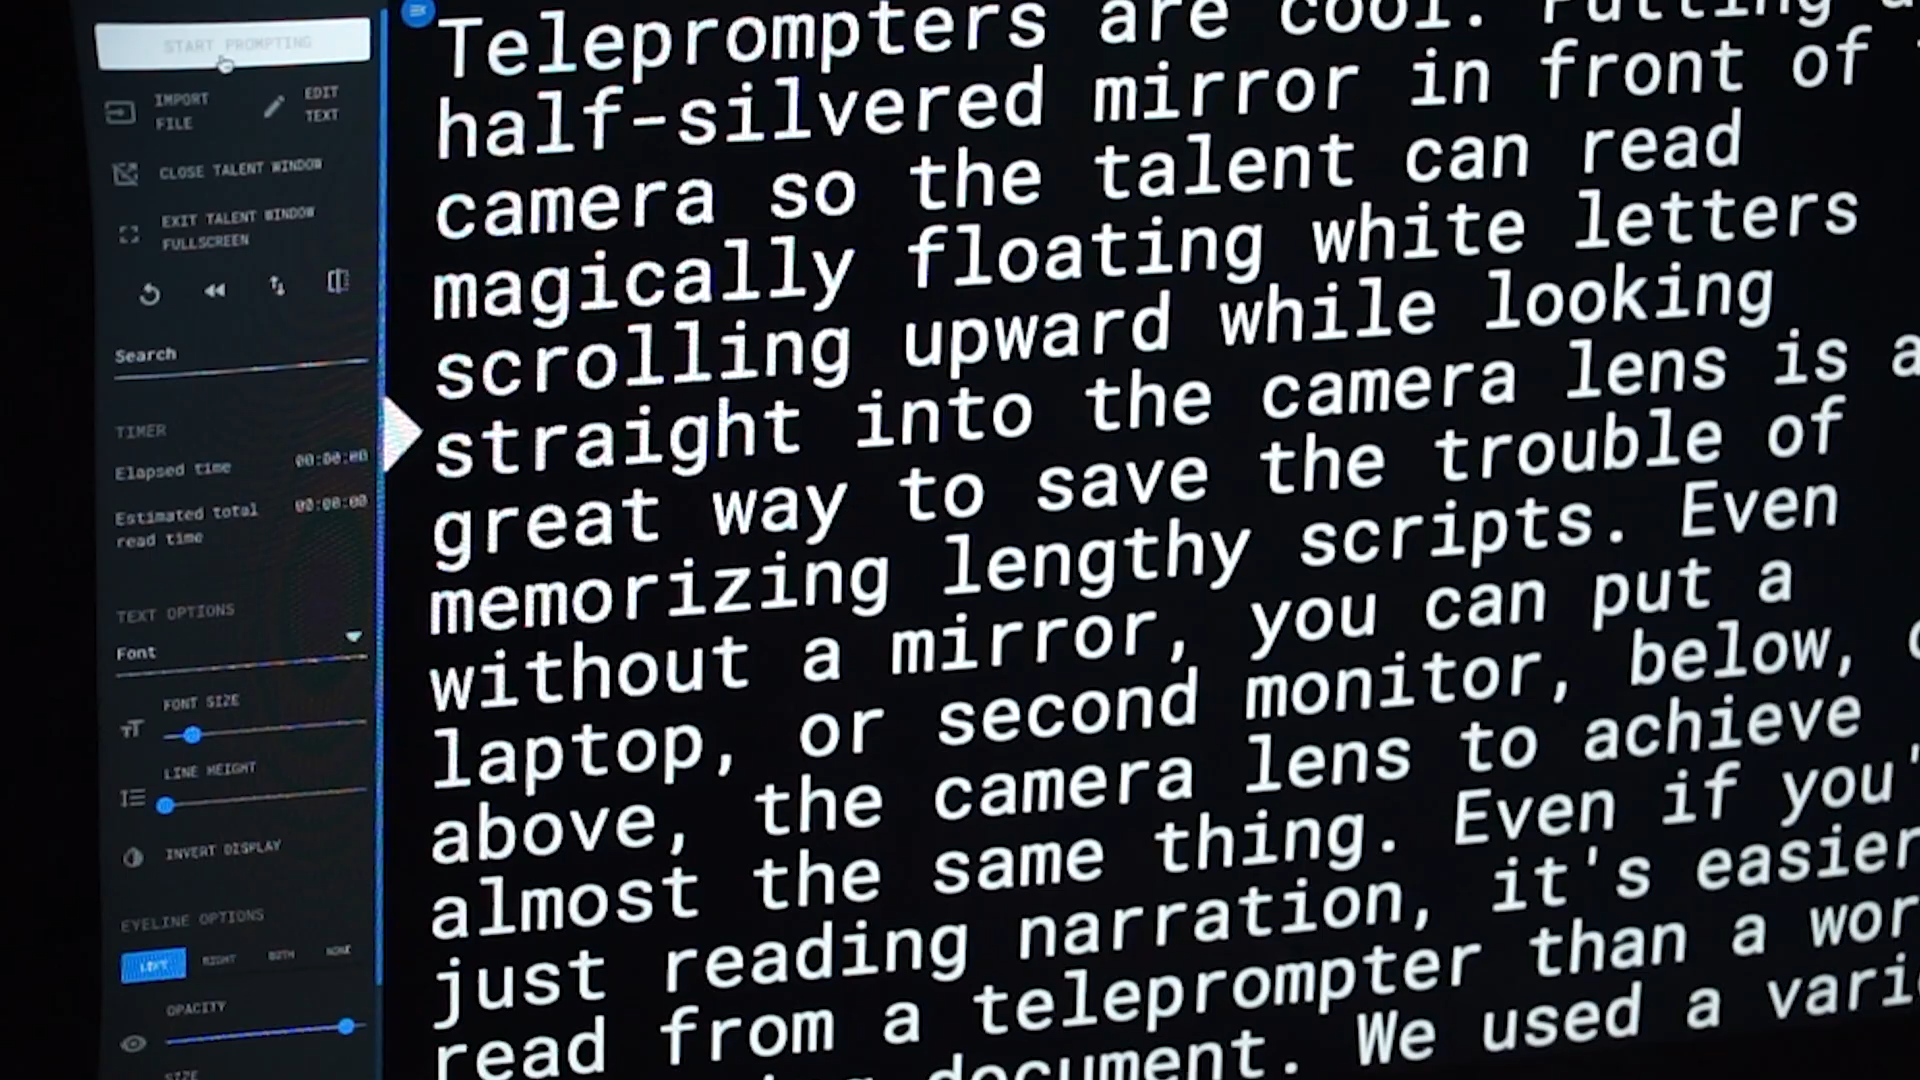 START PROMPTING
IMPORT FILE
EDIT TEXT
CLOSE TALENT WINDOW
EXIT TALENT WINDOW
FULLSCREEN
Search
TIMER
Elapsed time 00:00:00
Estimated total read time 00:00:00
TEXT OPTIONS
Font
FONT SIZE
LINE HEIGHT
INVERT DISPLAY
EYELINE OPTIONS
LEFT RIGHT BOTH NONE
OPACITY
SIZE
Teleprompters are cool. Putting a
half-silvered mirror in front of
camera so the talent can read
magically floating white letters
scrolling upward while looking
straight into the camera lens is a
great way to save the trouble of
memorizing lengthy scripts. Even
without a mirror, you can put a
laptop, or second monitor, below,
above, the camera lens to achieve
almost the same thing. Even if you'
just reading narration, it's easier
read from a teleprompter than a wor
document. We used a vari